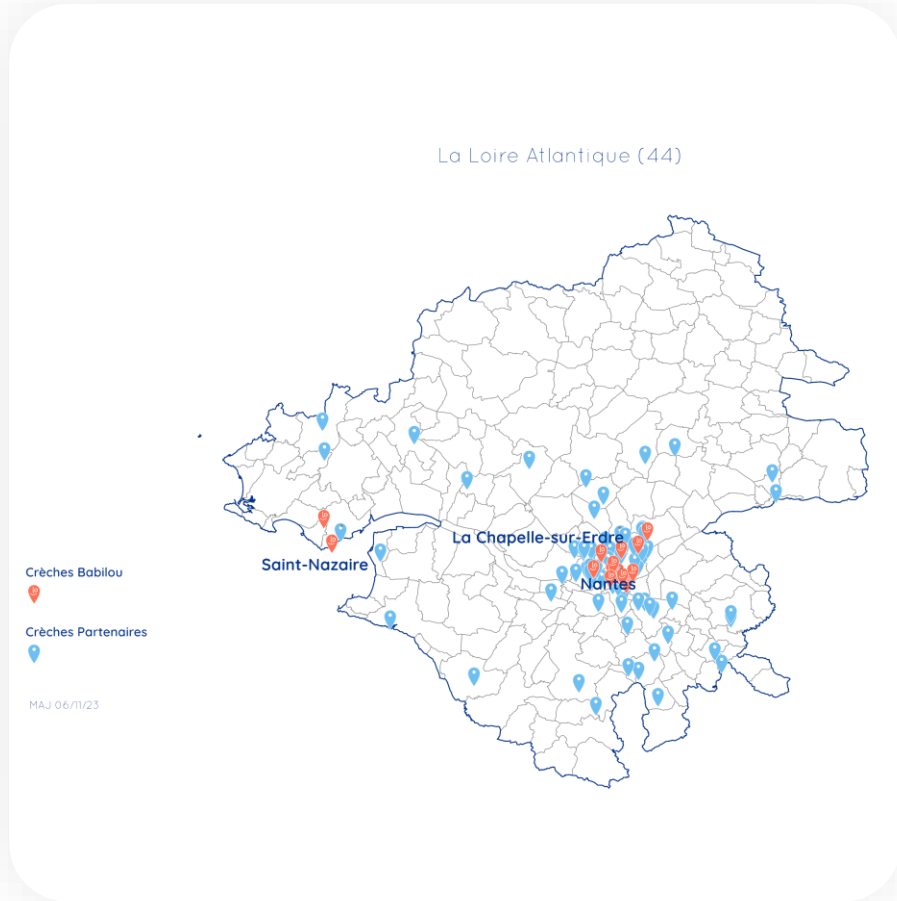 La Loire Atlantique (44)
La Chapelle-sur-Erdre
Saint-Nazaire
Nantes
Crèches Babilou
Crèches Partenaires
MAJ 06/11/23